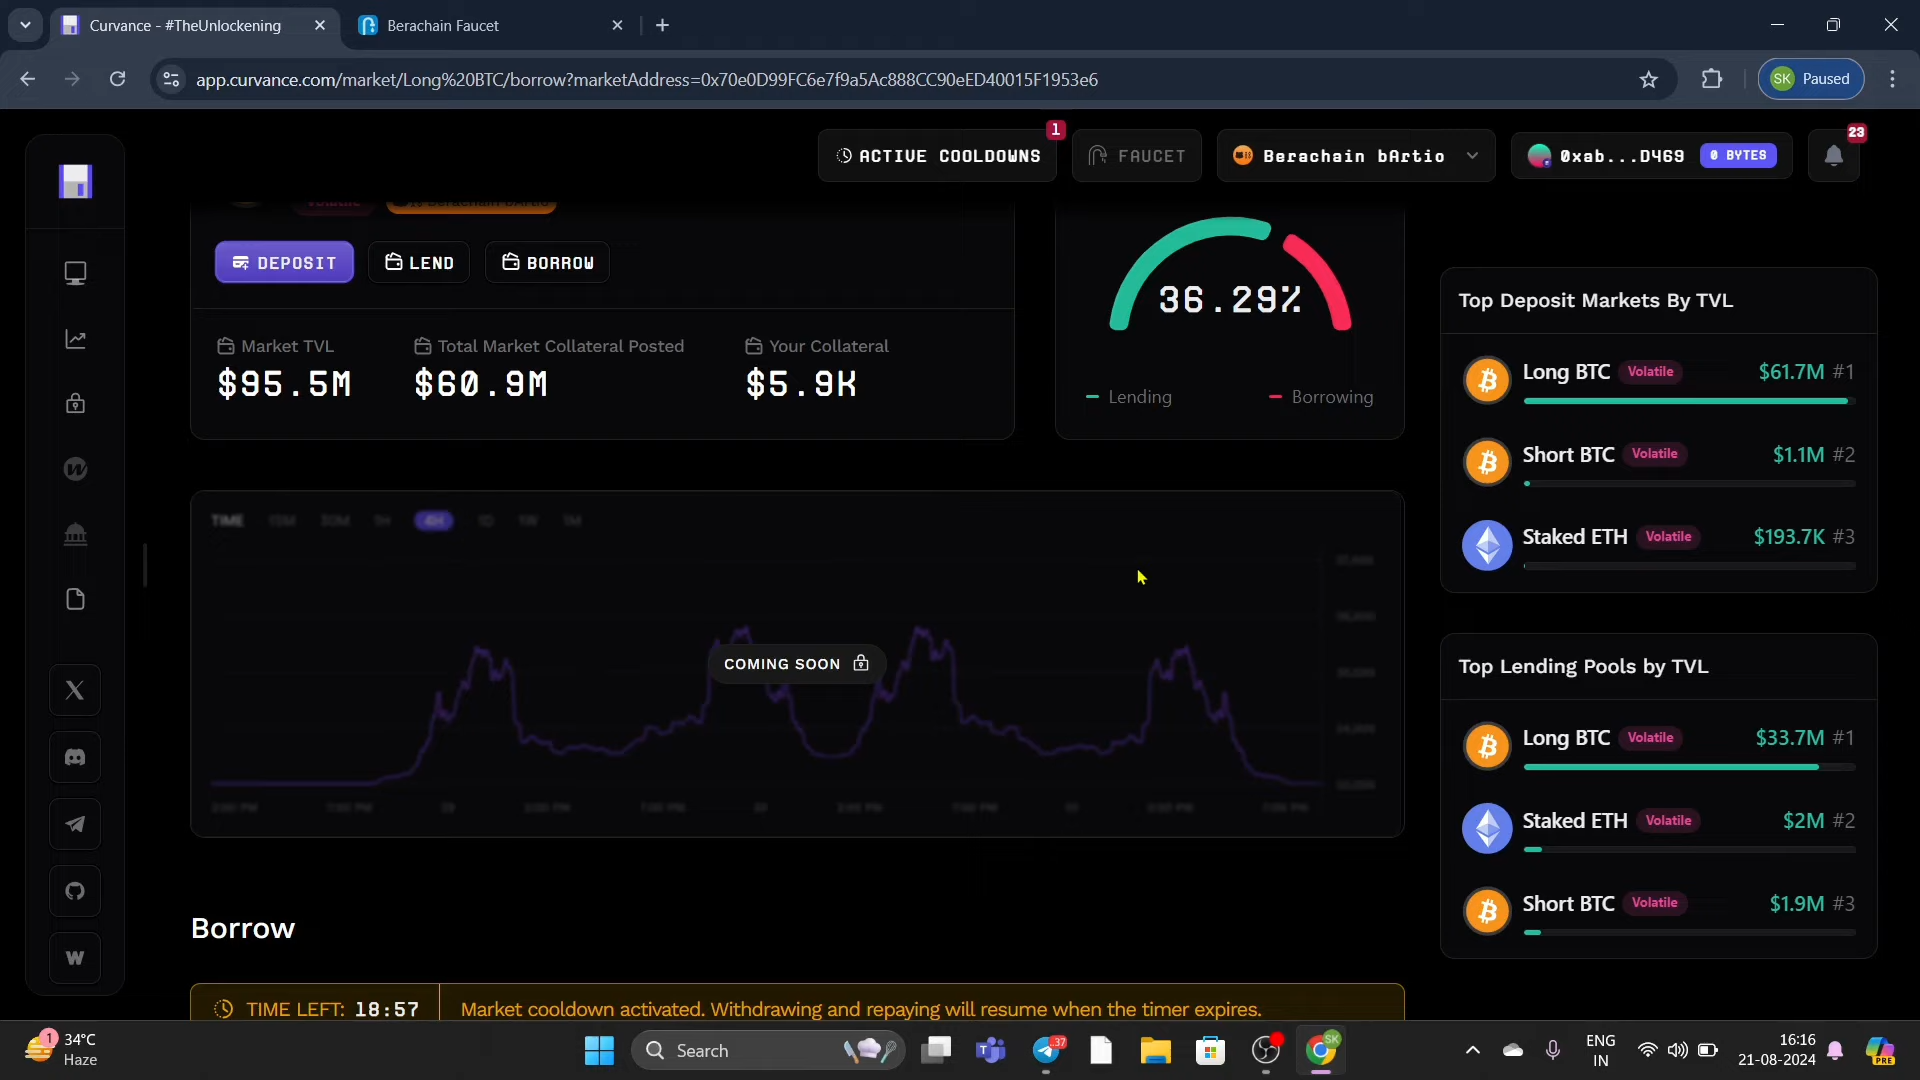 Curvance - #TheUnlockening
Berachain Faucet
app.curvance.com/market/Long%20BTC/borrow?marketAddress=0x70e0D99FC6e7f9a5Ac888CC90eED40015F1953e6
SK Paused
1
ACTIVE COOLDOWNS
FAUCET
Berachain bArtio
0xab...D469
0 BYTES
23
DEPOSIT
LEND
BORROW
Market TVL
Total Market Collateral Posted
Your Collateral
$95.5M
$60.9M
$5.9K
36.29%
Lending
Borrowing
Top Deposit Markets By TVL
Long BTC Volatile $61.7M #1
Short BTC Volatile $1.1M #2
Staked ETH Volatile $193.7K #3
TIME
COMING SOON
Top Lending Pools by TVL
Long BTC Volatile $33.7M #1
Staked ETH Volatile $2M #2
Short BTC Volatile $1.9M #3
Borrow
TIME LEFT: 18:57
Market cooldown activated. Withdrawing and repaying will resume when the timer expires.
1
34°C
Haze
Search
37
SK
ENG
IN
16:16
21-08-2024
PRE